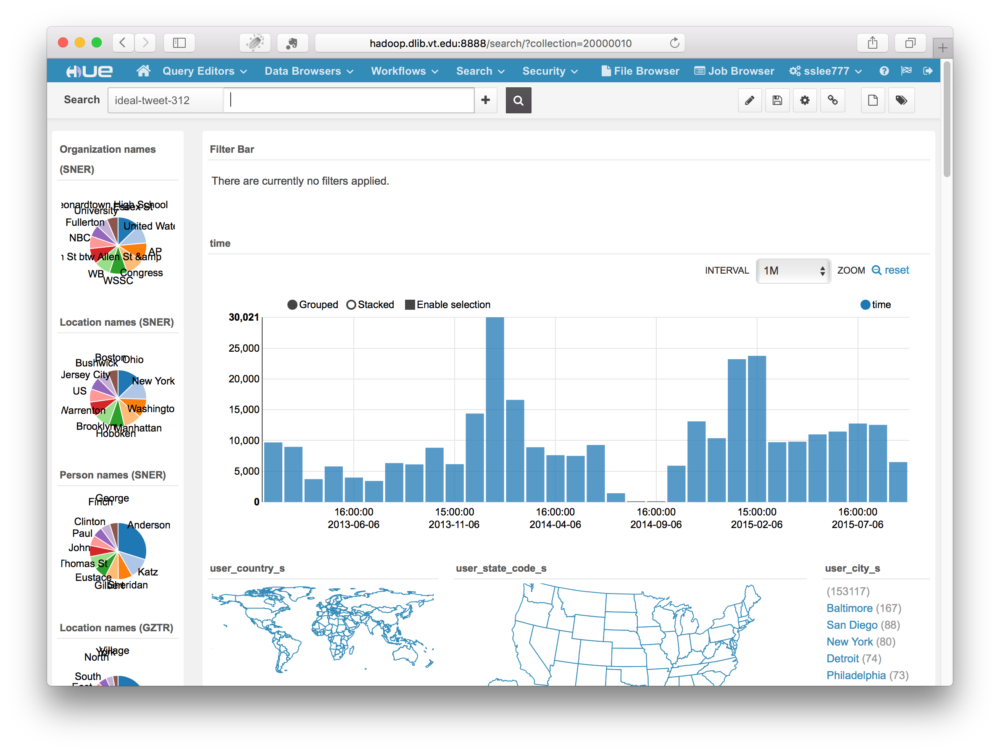 hadoop.dlib.vt.edu:8888/search/?collection=20000010
HUE Query Editors Data Browsers Workflows Search Security File Browser Job Browser sslee777
Search ideal-tweet-312
Organization names
(SNER)
eonardtown High School
Essex St
University
Fullerton
United Wate
NBC
AP
n St btw Allen St &amp
WB
Congress
WSSC
Location names (SNER)
Boston
Ohio
Bushwick
Jersey City
New York
US
Warrenton
Washingto
Brooklyn
Manhattan
Hoboken
Person names (SNER)
George
Finch
Clinton
Anderson
Paul
John
Thomas St
Katz
Eustace
Gilbert
Sheridan
Location names (GZTR)
Village
York
North
South
East
Filter Bar
There are currently no filters applied.
time
INTERVAL 1M ZOOM reset
Grouped Stacked Enable selection time
30,021
25,000
20,000
15,000
10,000
5,000
0
16:00:00 15:00:00 16:00:00 16:00:00 15:00:00 16:00:00
2013-06-06 2013-11-06 2014-04-06 2014-09-06 2015-02-06 2015-07-06
user_country_s
user_state_code_s
user_city_s
(153117)
Baltimore (167)
San Diego (88)
New York (80)
Detroit (74)
Philadelphia (73)